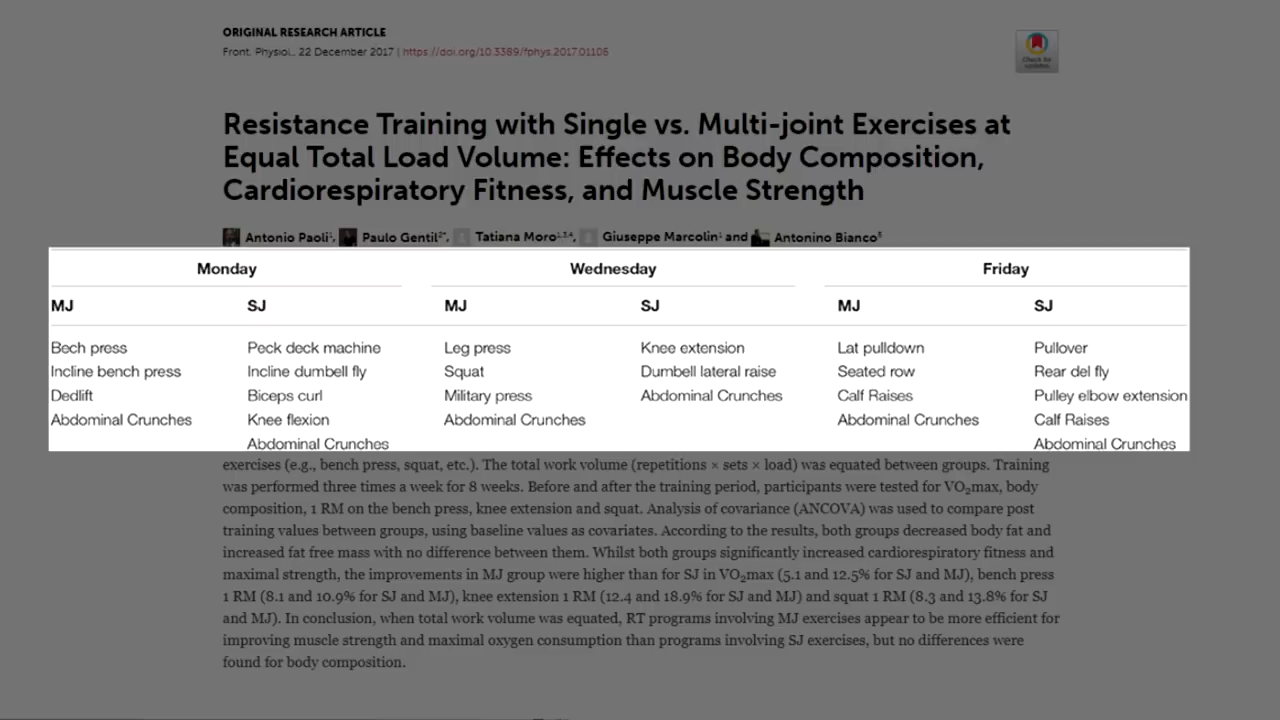 ORIGINAL RESEARCH ARTICLE
Front. Physiol., 22 December 2017 | https://doi.org/10.3389/fphys.2017.01105
Check for
updates
Resistance Training with Single vs. Multi-joint Exercises at
Equal Total Load Volume: Effects on Body Composition,
Cardiorespiratory Fitness, and Muscle Strength
Antonio Paoli¹, Paulo Gentil²*, Tatiana Moro¹,³,⁴, Giuseppe Marcolin¹ and Antonino Bianco⁵
Monday Wednesday Friday
MJ SJ MJ SJ MJ SJ
Bech press Peck deck machine Leg press Knee extension Lat pulldown Pullover
Incline bench press Incline dumbell fly Squat Dumbell lateral raise Seated row Rear del fly
Dedlift Biceps curl Military press Abdominal Crunches Calf Raises Pulley elbow extension
Abdominal Crunches Knee flexion Abdominal Crunches Abdominal Crunches Calf Raises
Abdominal Crunches Abdominal Crunches
exercises (e.g., bench press, squat, etc.). The total work volume (repetitions × sets × load) was equated between groups. Training
was performed three times a week for 8 weeks. Before and after the training period, participants were tested for VO₂max, body
composition, 1 RM on the bench press, knee extension and squat. Analysis of covariance (ANCOVA) was used to compare post
training values between groups, using baseline values as covariates. According to the results, both groups decreased body fat and
increased fat free mass with no difference between them. Whilst both groups significantly increased cardiorespiratory fitness and
maximal strength, the improvements in MJ group were higher than for SJ in VO₂max (5.1 and 12.5% for SJ and MJ), bench press
1 RM (8.1 and 10.9% for SJ and MJ), knee extension 1 RM (12.4 and 18.9% for SJ and MJ) and squat 1 RM (8.3 and 13.8% for SJ
and MJ). In conclusion, when total work volume was equated, RT programs involving MJ exercises appear to be more efficient for
improving muscle strength and maximal oxygen consumption than programs involving SJ exercises, but no differences were
found for body composition.